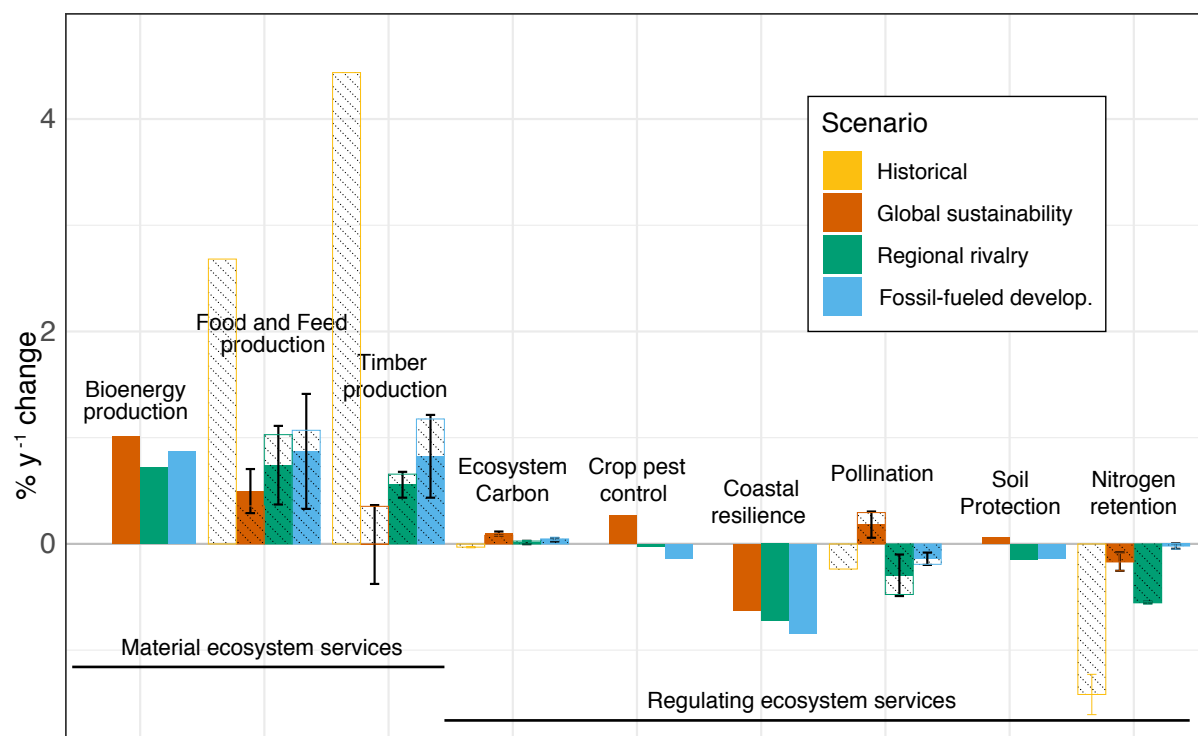 % y⁻¹ change
4
2
0
Scenario
Historical
Global sustainability
Regional rivalry
Fossil-fueled develop.
Bioenergy
production
Food and Feed
production
Timber
production
Ecosystem
Carbon
Crop pest
control
Coastal
resilience
Pollination
Soil
Protection
Nitrogen
retention
Material ecosystem services
Regulating ecosystem services